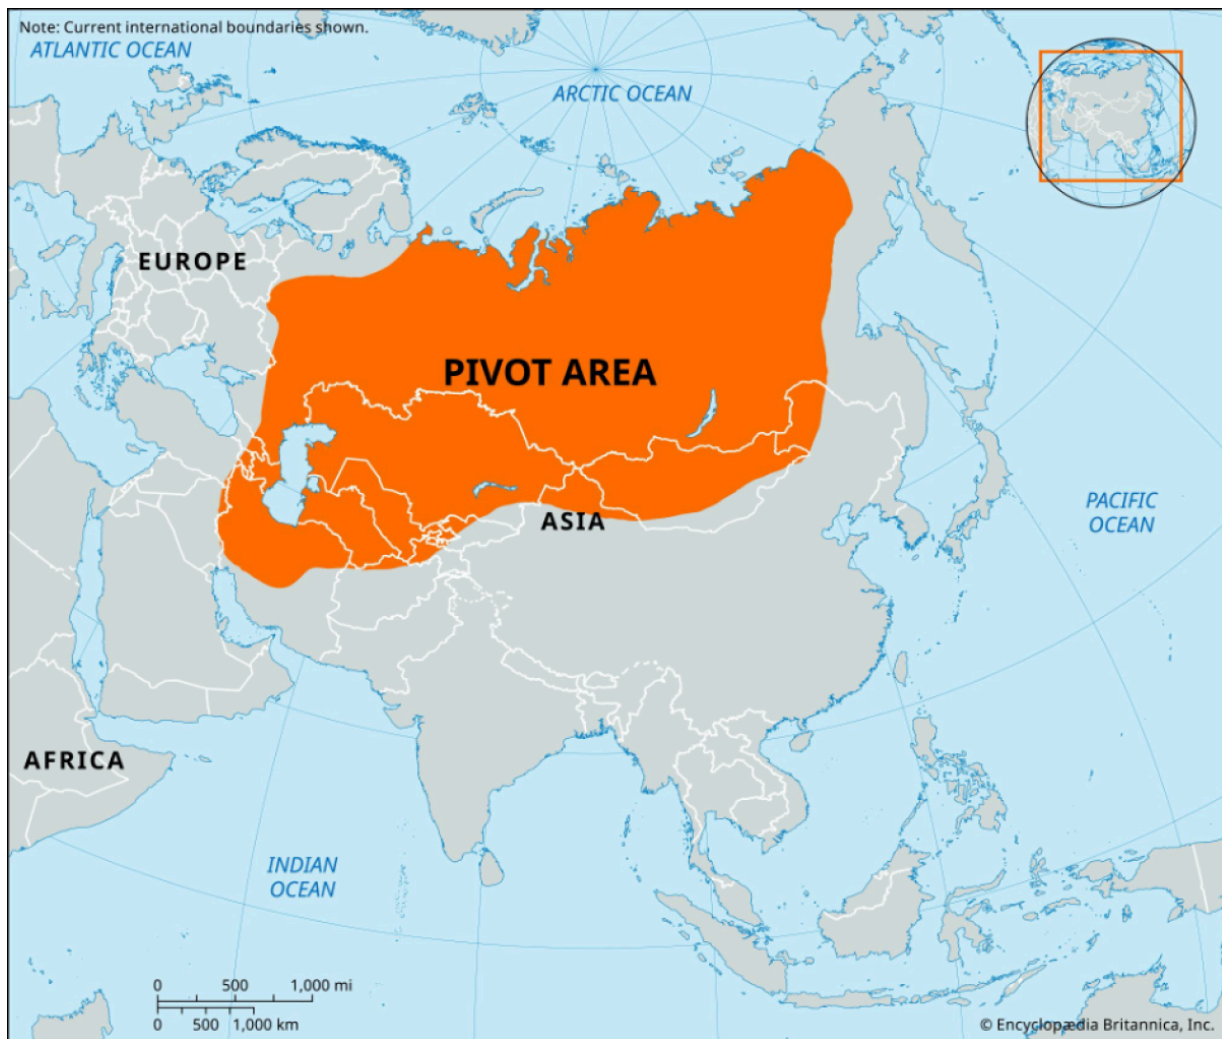 Note: Current international boundaries shown.
ATLANTIC OCEAN
ARCTIC OCEAN
EUROPE
PIVOT AREA
ASIA
PACIFIC
OCEAN
AFRICA
INDIAN
OCEAN
0 500 1,000 mi
0 500 1,000 km
© Encyclopædia Britannica, Inc.